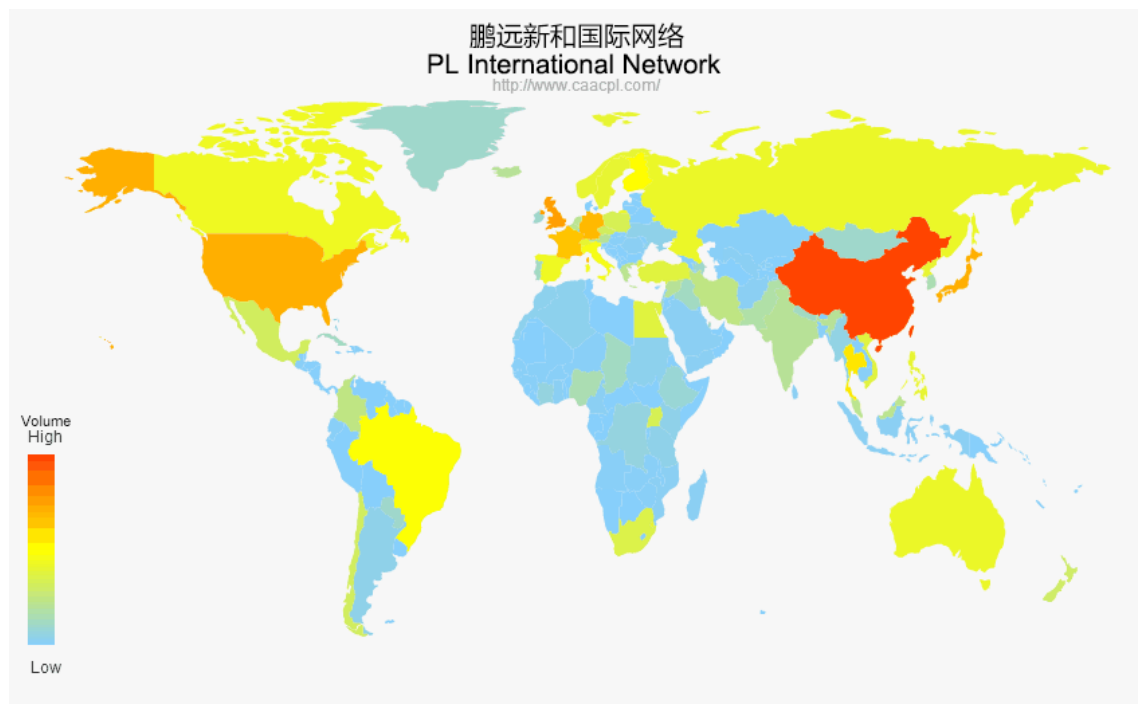 鹏远新和国际网络
PL International Network
http://www.caacpl.com/
Volume
High
Low